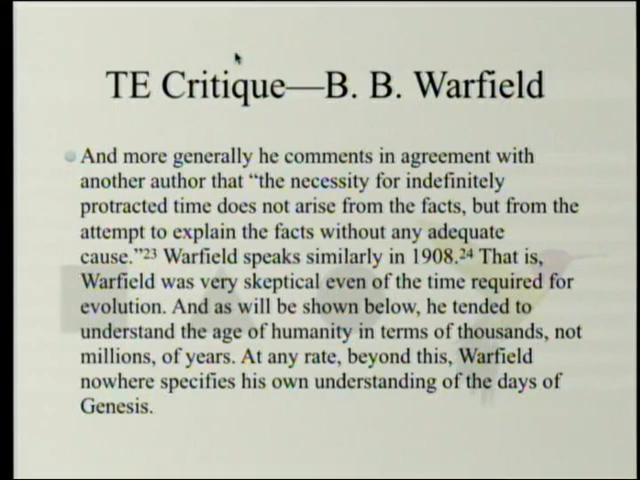 TE Critique—B. B. Warfield
And more generally he comments in agreement with
another author that “the necessity for indefinitely
protracted time does not arise from the facts, but from the
attempt to explain the facts without any adequate
cause.”23 Warfield speaks similarly in 1908.24 That is,
Warfield was very skeptical even of the time required for
evolution. And as will be shown below, he tended to
understand the age of humanity in terms of thousands, not
millions, of years. At any rate, beyond this, Warfield
nowhere specifies his own understanding of the days of
Genesis.